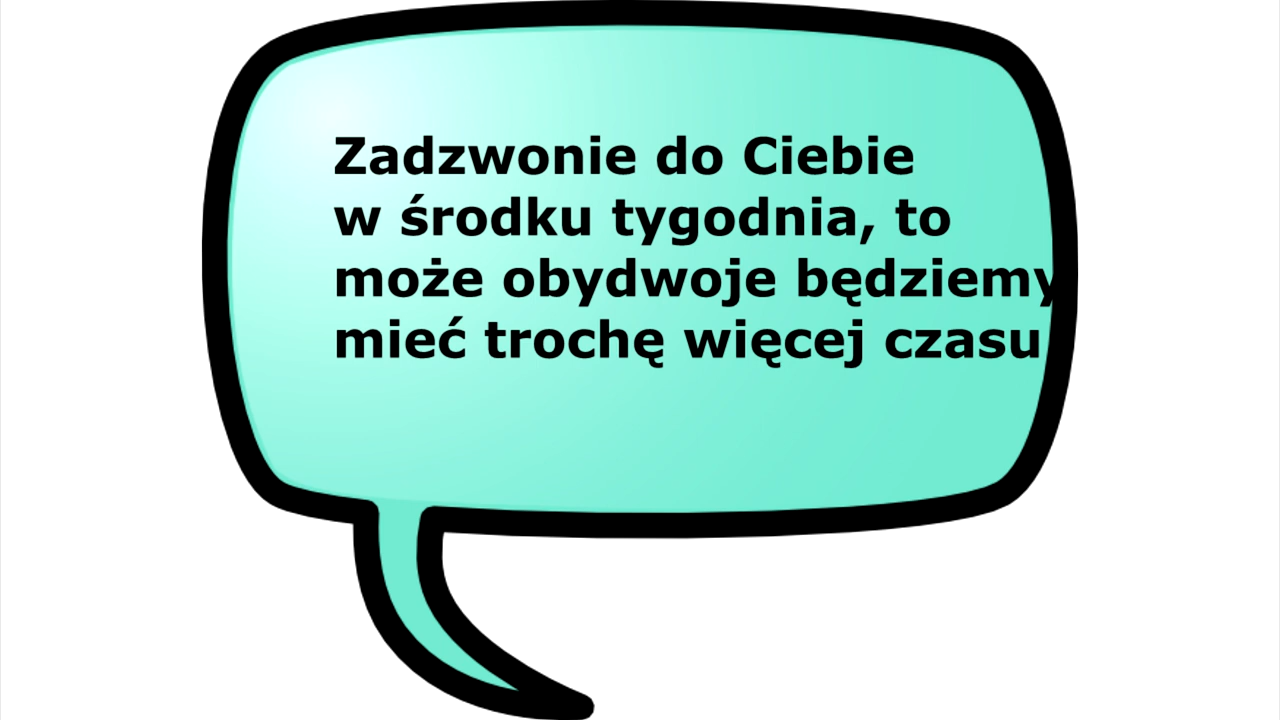 Zadzwonie do Ciebie
w środku tygodnia, to
może obydwoje będziemy
mieć trochę więcej czasu